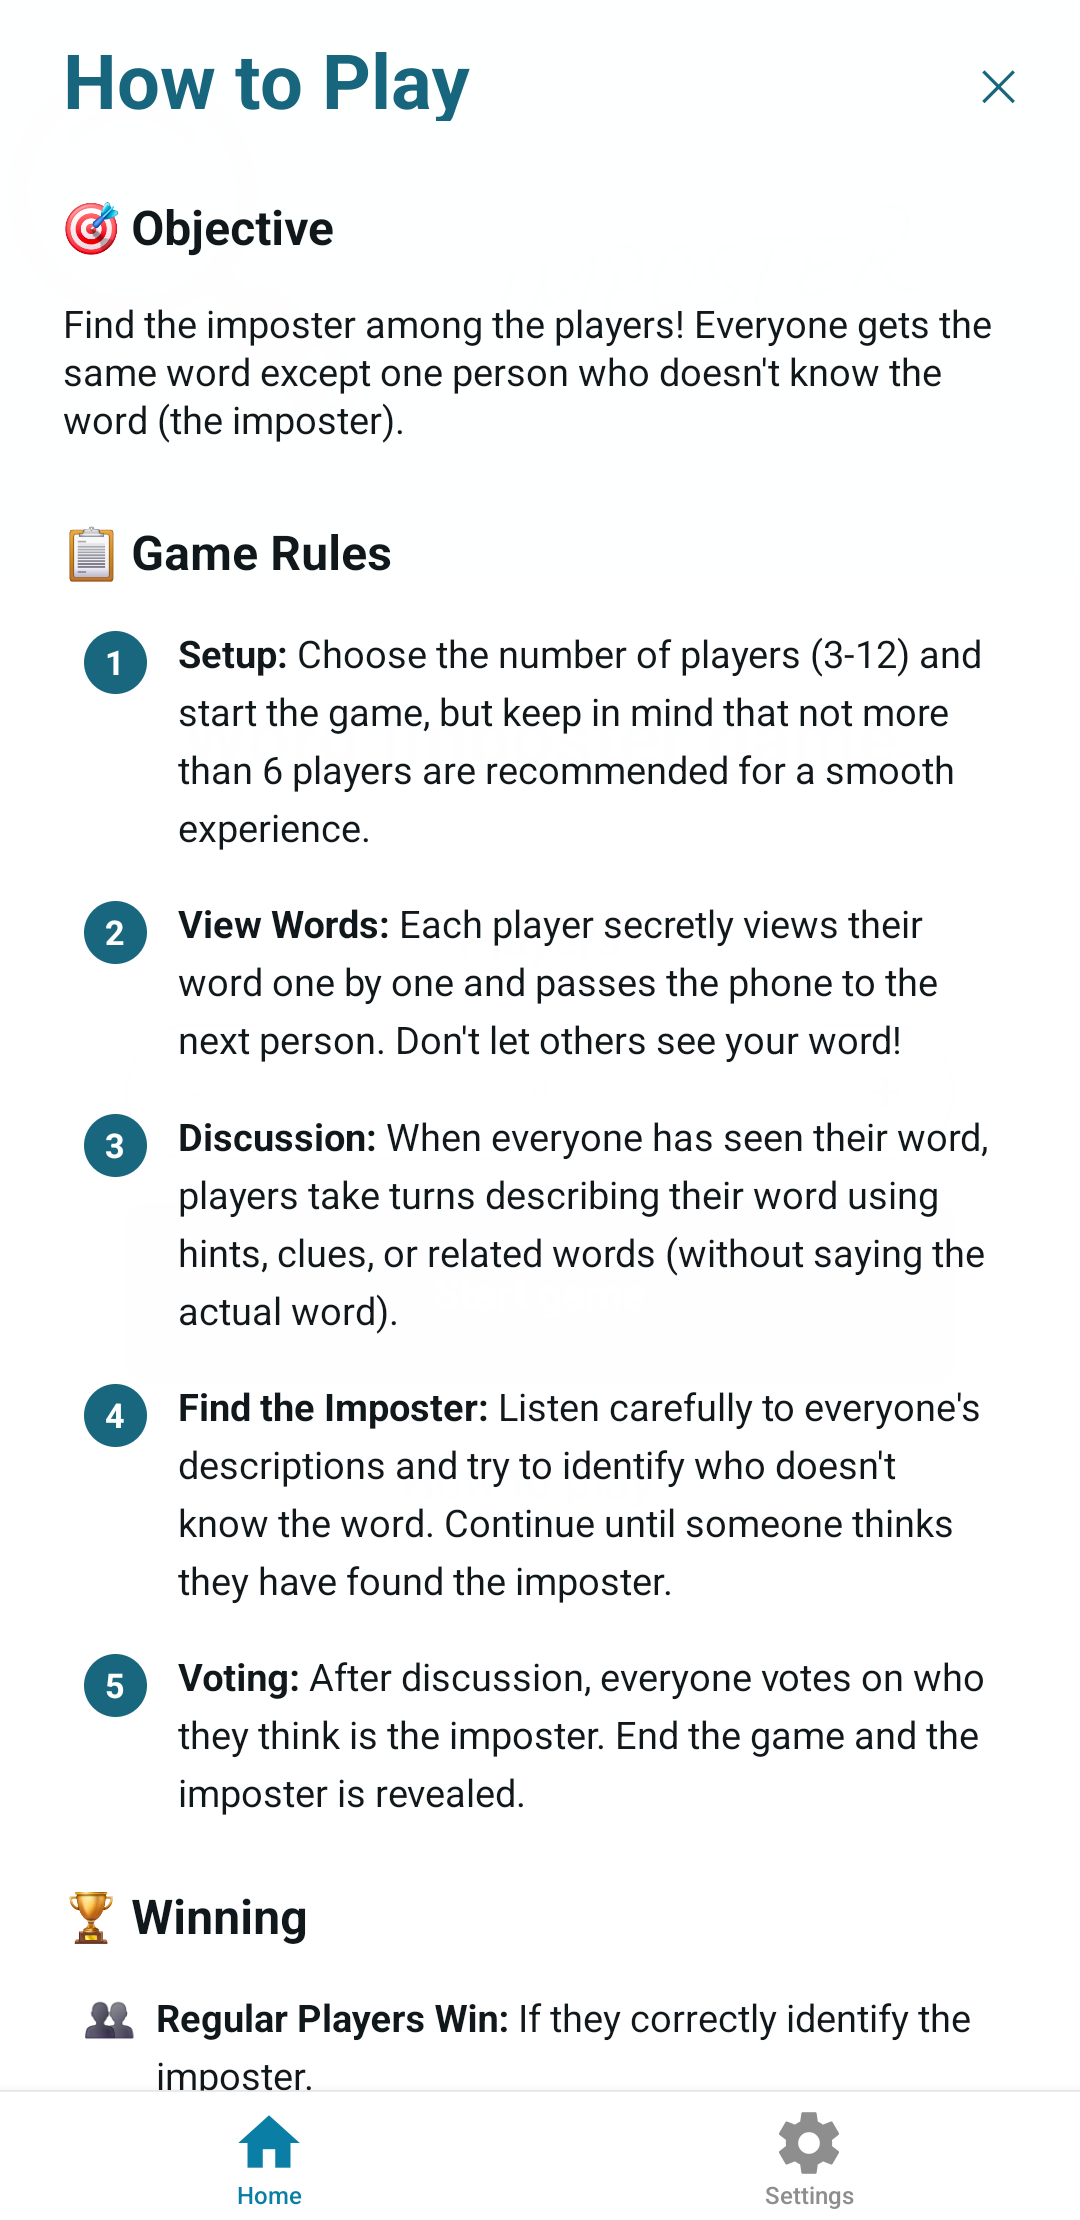 How to Play
Objective
Find the imposter among the players! Everyone gets the
same word except one person who doesn't know the
word (the imposter).
Game Rules
1
Setup: Choose the number of players (3-12) and
start the game, but keep in mind that not more
than 6 players are recommended for a smooth
experience.
2
View Words: Each player secretly views their
word one by one and passes the phone to the
next person. Don't let others see your word!
3
Discussion: When everyone has seen their word,
players take turns describing their word using
hints, clues, or related words (without saying the
actual word).
4
Find the Imposter: Listen carefully to everyone's
descriptions and try to identify who doesn't
know the word. Continue until someone thinks
they have found the imposter.
5
Voting: After discussion, everyone votes on who
they think is the imposter. End the game and the
imposter is revealed.
Winning
Regular Players Win: If they correctly identify the
imposter.
Home
Settings